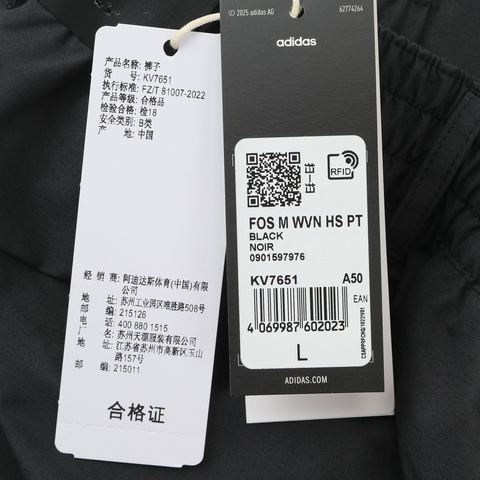 产品名称: 裤子
货 号: KV7651
执行标准: FZ/T 81007-2022
产品等级: 合格品
检验合格: 检18
安全类别: B类
产 地: 中国
经 销 商: 阿迪达斯体育(中国)有限
公司
地址: 苏州工业园区唯胜路508号
邮编: 215126
电话: 400 880 1515
厂名: 苏州天源服装有限公司
地址: 江苏省苏州市高新区玉山
路157号
邮 编: 215011
合格证
© 2025 adidas AG
62774264
adidas
RFID
FOS M WVN HS PT
BLACK
NOIR
0901597976
KV7651 A50
EAN
4 069987 602023
L
ADIDAS.COM